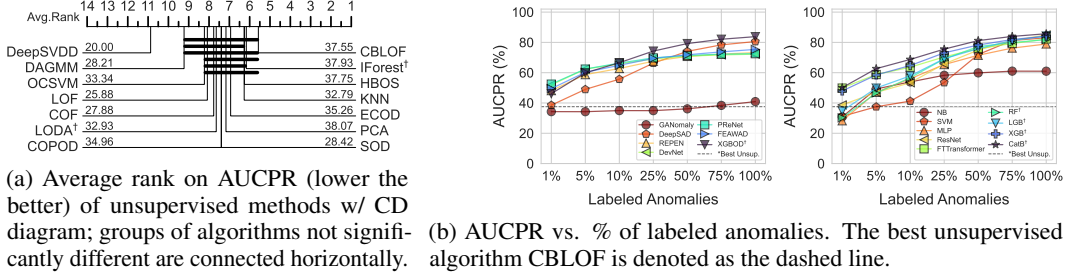 14 13 12 11 10 9 8 7 6 5 4 3 2 1
Avg.Rank
DeepSVDD 20.00
DAGMM 28.21
OCSVM 33.34
LOF 25.88
COF 27.88
LODA† 32.93
COPOD 34.96
37.55 CBLOF
37.93 IForest†
37.75 HBOS
32.79 KNN
35.26 ECOD
38.07 PCA
28.42 SOD
(a) Average rank on AUCPR (lower the
better) of unsupervised methods w/ CD
diagram; groups of algorithms not signifi-
cantly different are connected horizontally.
AUCPR (%)
100
80
60
40
20
0
GANomaly
DeepSAD
REPEN
DevNet
PReNet
FEAWAD
XGBOD†
*Best Unsup.
1% 5% 10% 25% 50% 75% 100%
Labeled Anomalies
AUCPR (%)
100
80
60
40
20
0
NB
SVM
MLP
ResNet
FTTransformer
RF†
LGB†
XGB†
CatB†
*Best Unsup.
1% 5% 10% 25% 50% 75% 100%
Labeled Anomalies
(b) AUCPR vs. % of labeled anomalies. The best unsupervised
algorithm CBLOF is denoted as the dashed line.